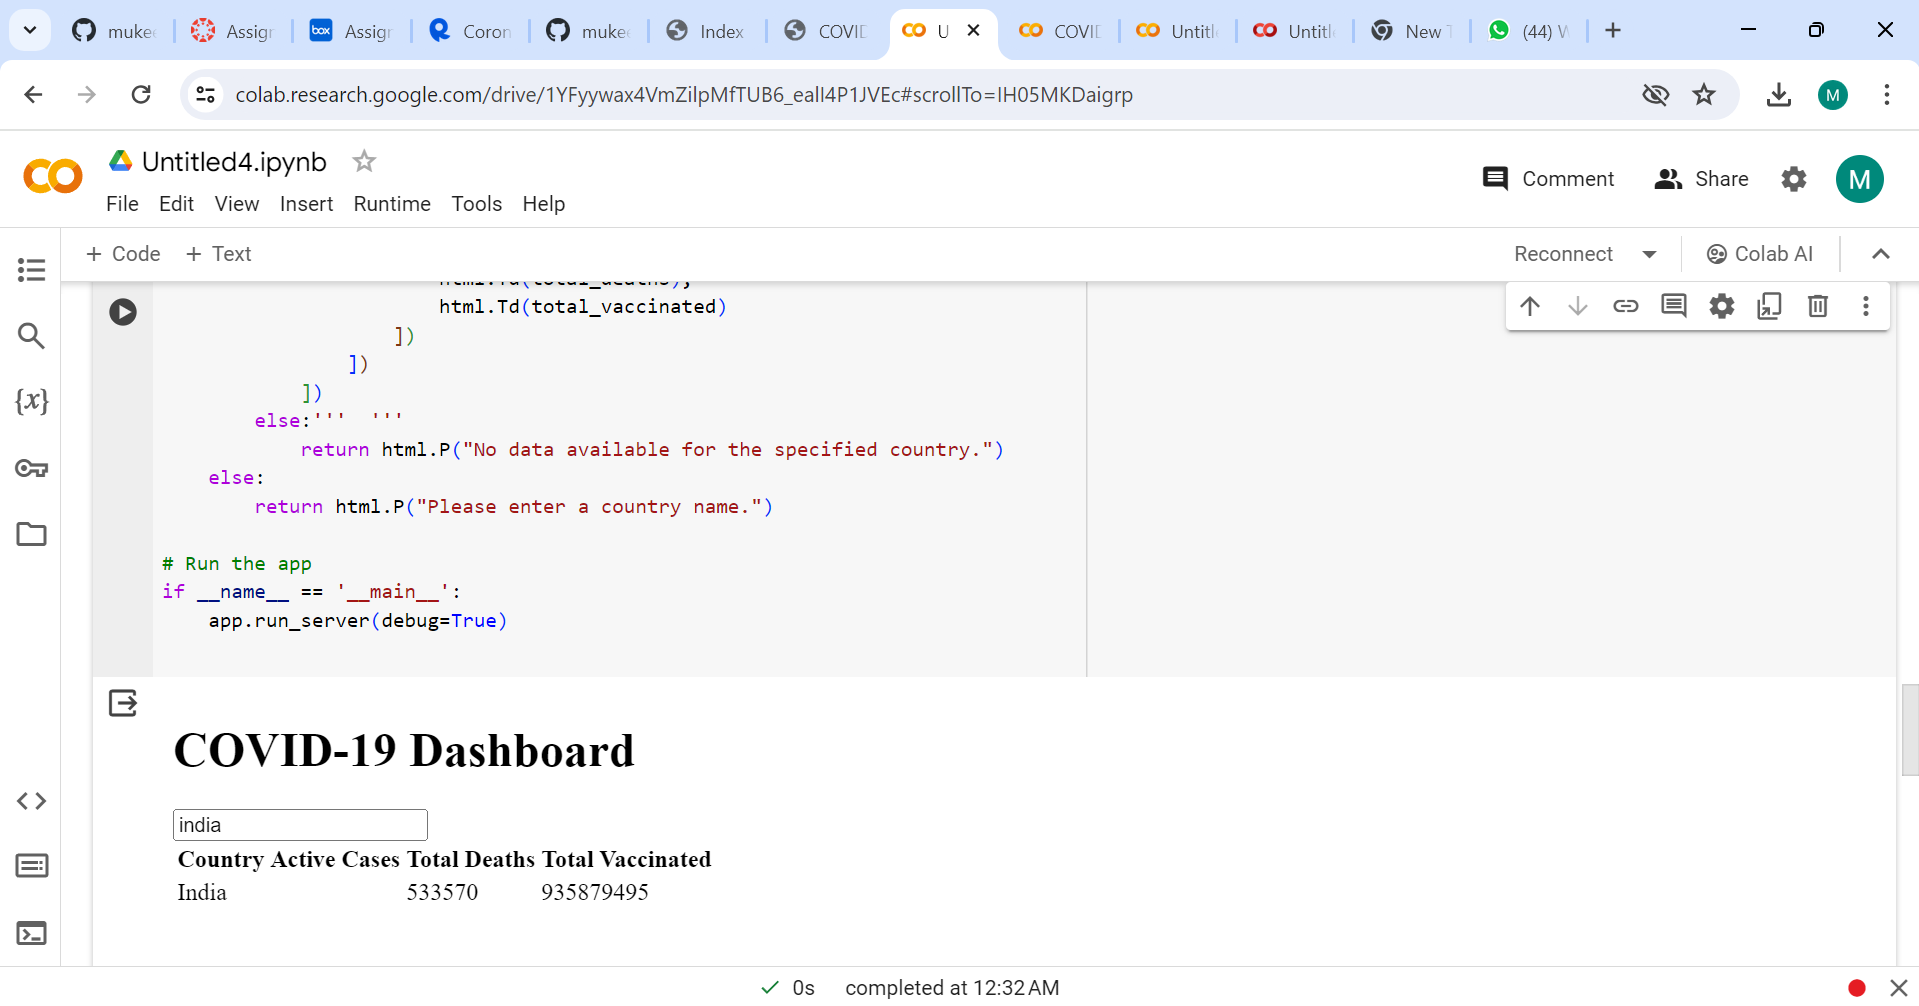 muke
Assigr
box Assigr
Coron
muke
Index
COVID
U
COVI
Untitl
Untitl
New T
(44) W
colab.research.google.com/drive/1YFyywax4VmZilpMfTUB6_eaIl4P1JVEc#scrollTo=IH05MKDaigrp
M
Untitled4.ipynb
Comment Share M
File Edit View Insert Runtime Tools Help
+ Code + Text
Reconnect Colab AI
html.Td(total_deaths),
html.Td(total_vaccinated)
])
])
])
else:''' '''
return html.P("No data available for the specified country.")
else:
return html.P("Please enter a country name.")
# Run the app
if __name__ == '__main__':
app.run_server(debug=True)
{x}
COVID-19 Dashboard
india
Country Active Cases Total Deaths Total Vaccinated
India 533570 935879495
0s completed at 12:32 AM